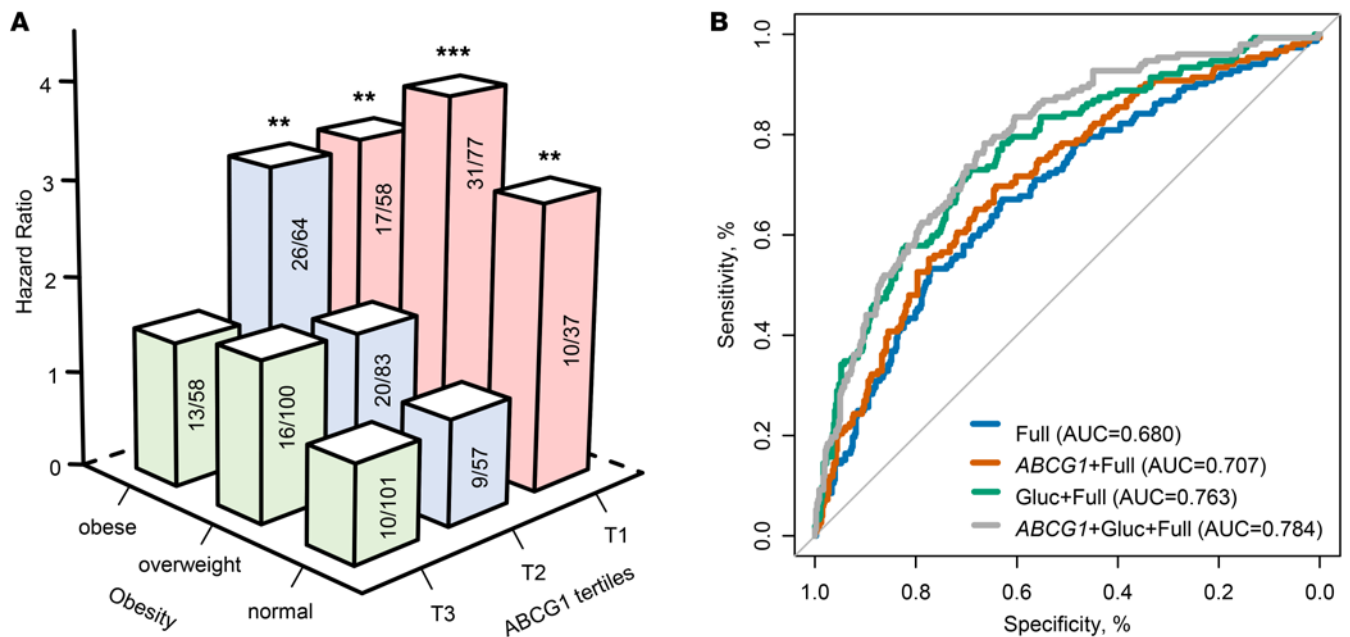 A
Hazard Ratio
4
3
2
1
0
**
**
***
**
26/64
17/58
31/77
10/37
13/58
16/100
20/83
10/101
9/57
obese
overweight
normal
Obesity
T3
T2
T1
ABCG1 tertiles
B
Sensitivity, %
1.0
0.8
0.6
0.4
0.2
0.0
Full (AUC=0.680)
ABCG1+Full (AUC=0.707)
Gluc+Full (AUC=0.763)
ABCG1+Gluc+Full (AUC=0.784)
1.0 0.8 0.6 0.4 0.2 0.0
Specificity, %